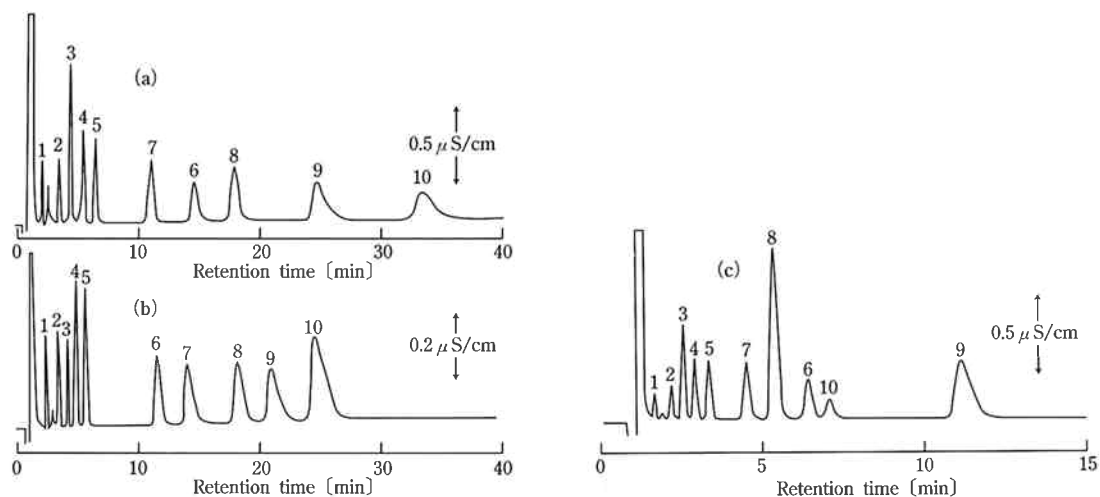 (a)
1 2 3 4 5 7 6 8 9 10
0.5 μS/cm
0 10 20 30 40
Retention time [min]
(b)
1 2 3 4 5 6 7 8 9 10
0.2 μS/cm
0 10 20 30 40
Retention time [min]
(c)
1 2 3 4 5 7 8 6 10 9
0.5 μS/cm
0 5 10 15
Retention time [min]